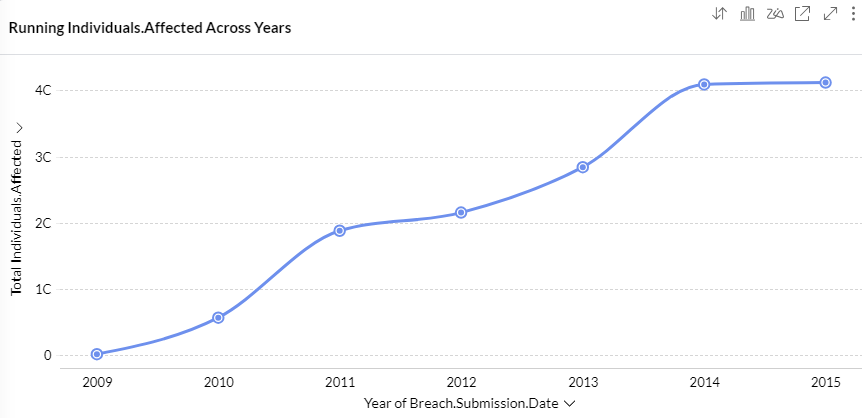 Running Individuals.Affected Across Years
Total Individuals.Affected
4C
3C
2C
1C
0
2009 2010 2011 2012 2013 2014 2015
Year of Breach.Submission.Date